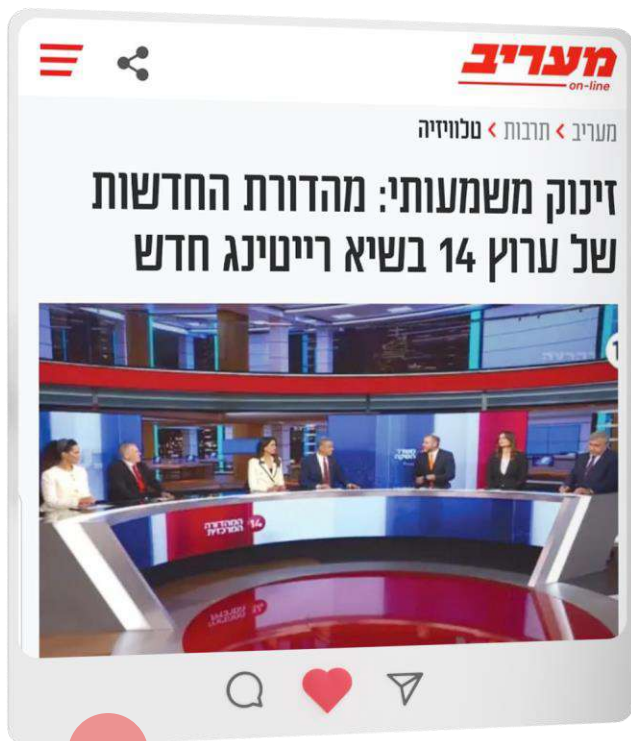 מעריב
on-line
מעריב > תרבות > טלוויזיה
זינוק משמעותי: מהדורת החדשות
של ערוץ 14 בשיא רייטינג חדש
14 המהדורה
המרכזית